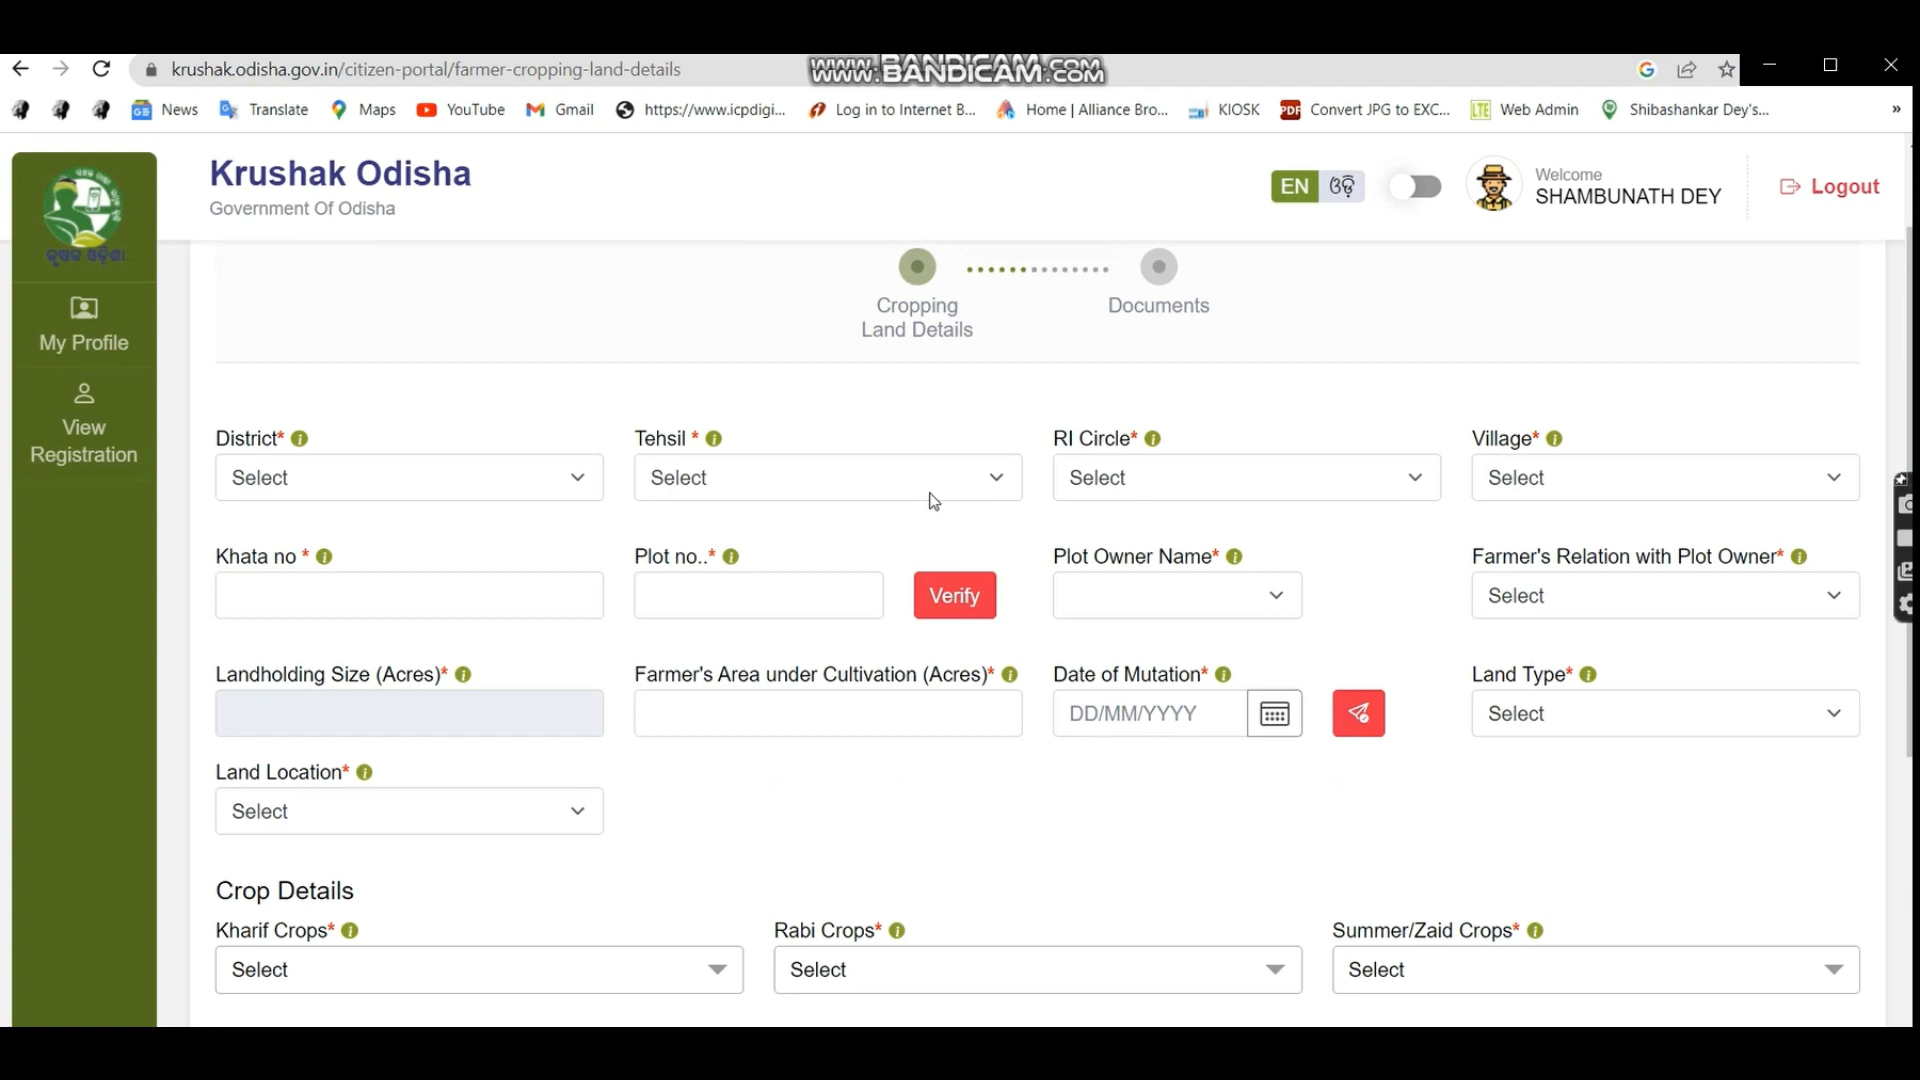 krushak.odisha.gov.in/citizen-portal/farmer-cropping-land-details
WWW.BANDICAM.COM
News
Translate
Maps
YouTube
Gmail
https://www.icpdigi...
Log in to Internet B...
Home | Alliance Bro...
KIOSK
PDF
Convert JPG to EXC...
LTE
Web Admin
Shibashankar Dey's...
»
Krushak Odisha
Government Of Odisha
EN
ଓଡ଼ି
Welcome
SHAMBUNATH DEY
Logout
କୃଷକ ଓଡ଼ିଶା
My Profile
View
Registration
Cropping
Land Details
Documents
District*
Tehsil *
RI Circle*
Village*
Select
Select
Select
Select
Khata no *
Plot no..*
Plot Owner Name*
Farmer's Relation with Plot Owner*
Verify
Select
Landholding Size (Acres)*
Farmer's Area under Cultivation (Acres)*
Date of Mutation*
Land Type*
DD/MM/YYYY
Select
Land Location*
Select
Crop Details
Kharif Crops*
Rabi Crops*
Summer/Zaid Crops*
Select
Select
Select